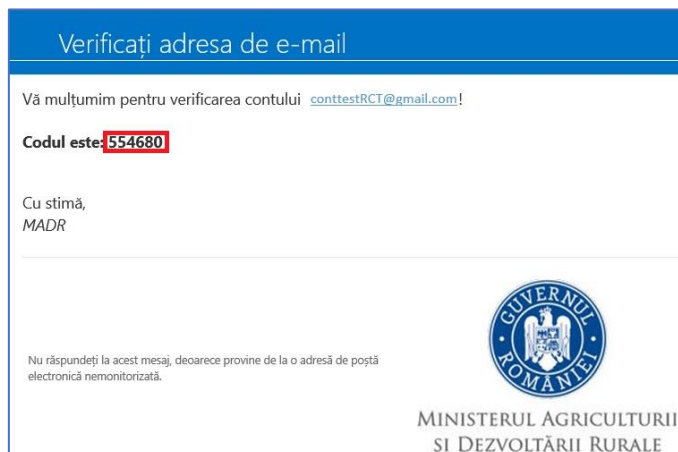 Verificați adresa de e-mail
Vă mulțumim pentru verificarea contului conttestRCT@gmail.com!
Codul este: 554680
Cu stimă,
MADR
Nu răspundeți la acest mesaj, deoarece provine de la o adresă de poștă
electronică nemonitorizată.
GUVERNUL ROMÂNIEI
MINISTERUL AGRICULTURII
SI DEZVOLTĂRII RURALE